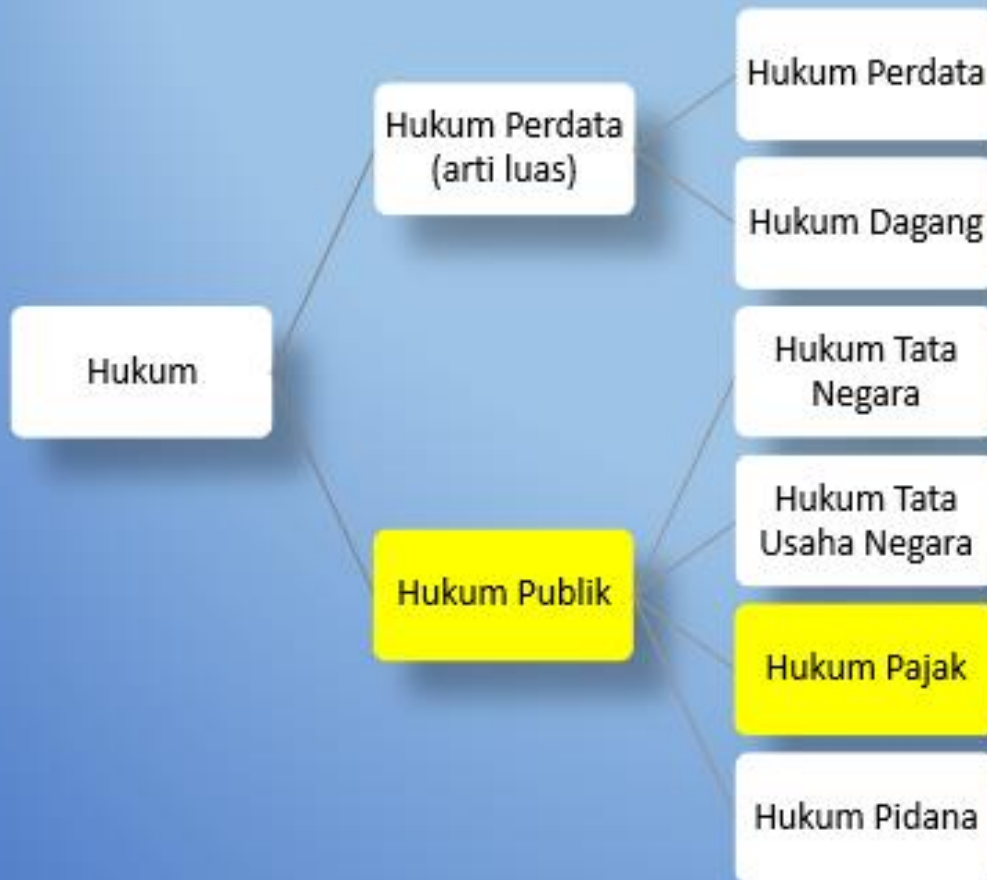 Hukum
Hukum Perdata
(arti luas)
Hukum Perdata
Hukum Dagang
Hukum Publik
Hukum Tata
Negara
Hukum Tata
Usaha Negara
Hukum Pajak
Hukum Pidana